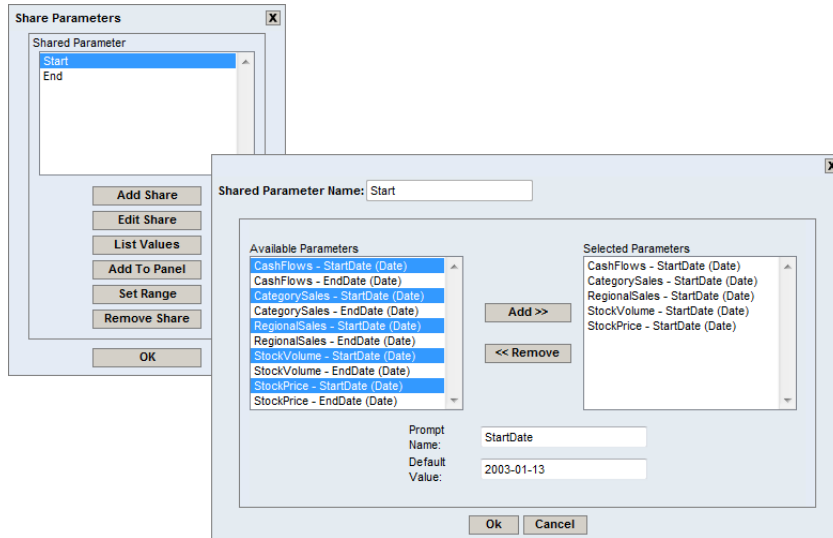 Share Parameters
X
Shared Parameter
Start
End
Add Share
Edit Share
List Values
Add To Panel
Set Range
Remove Share
OK
X
Shared Parameter Name: Start
Available Parameters
CashFlows - StartDate (Date)
CashFlows - EndDate (Date)
CategorySales - StartDate (Date)
CategorySales - EndDate (Date)
RegionalSales - StartDate (Date)
RegionalSales - EndDate (Date)
StockVolume - StartDate (Date)
StockVolume - EndDate (Date)
StockPrice - StartDate (Date)
StockPrice - EndDate (Date)
Add >>
<< Remove
Selected Parameters
CashFlows - StartDate (Date)
CategorySales - StartDate (Date)
RegionalSales - StartDate (Date)
StockVolume - StartDate (Date)
StockPrice - StartDate (Date)
Prompt
Name:
StartDate
Default
Value:
2003-01-13
Ok
Cancel